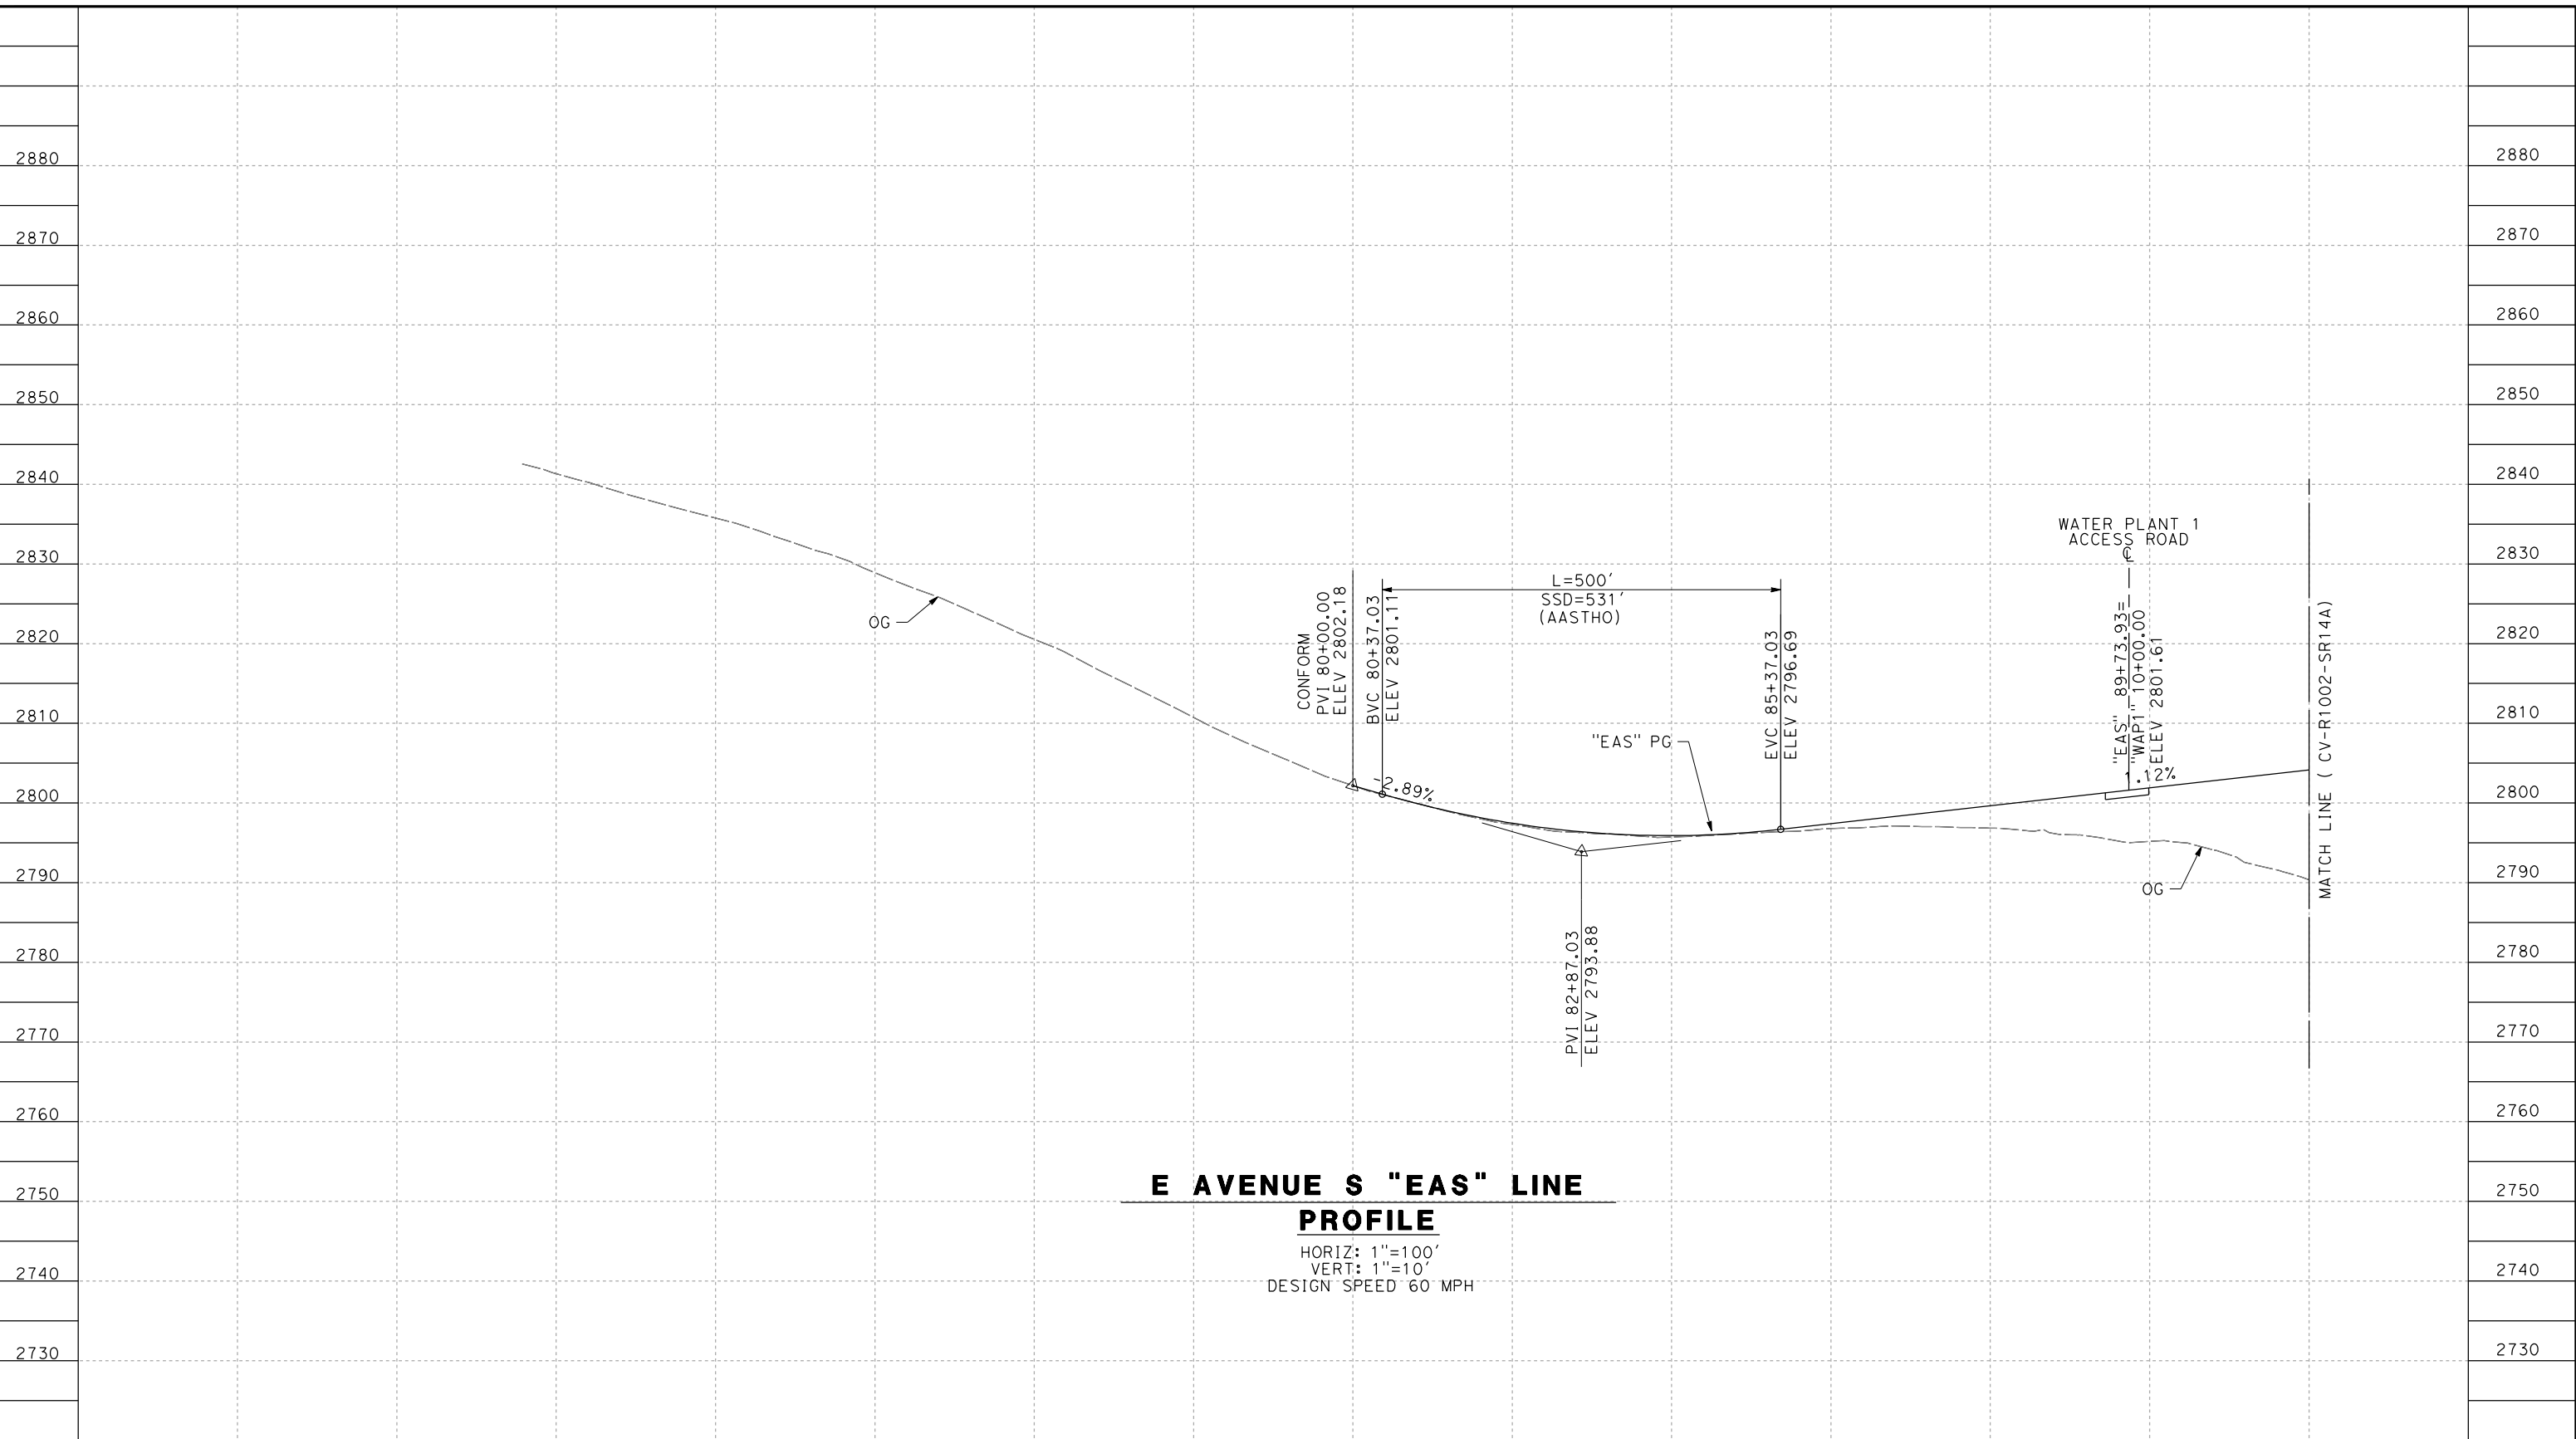 2880
2870
2860
2850
2840
2830
2820
2810
2800
2790
2780
2770
2760
2750
2740
2730
OG
CONFORM
PVI 80+00.00
ELEV 2802.18
BVC 80+37.03
ELEV 2801.11
-2.89%
L=500'
SSD=531'
(AASTHO)
"EAS" PG
PVI 82+87.03
ELEV 2793.88
EVC 85+37.03
ELEV 2796.69
WATER PLANT 1
ACCESS ROAD
℄
"EAS" 89+73.93=
"WAP1" 10+00.00
ELEV 2801.61
1.12%
OG
MATCH LINE ( CV-R1002-SR14A)
E AVENUE S "EAS" LINE
PROFILE
HORIZ: 1"=100'
VERT: 1"=10'
DESIGN SPEED 60 MPH
2880
2870
2860
2850
2840
2830
2820
2810
2800
2790
2780
2770
2760
2750
2740
2730